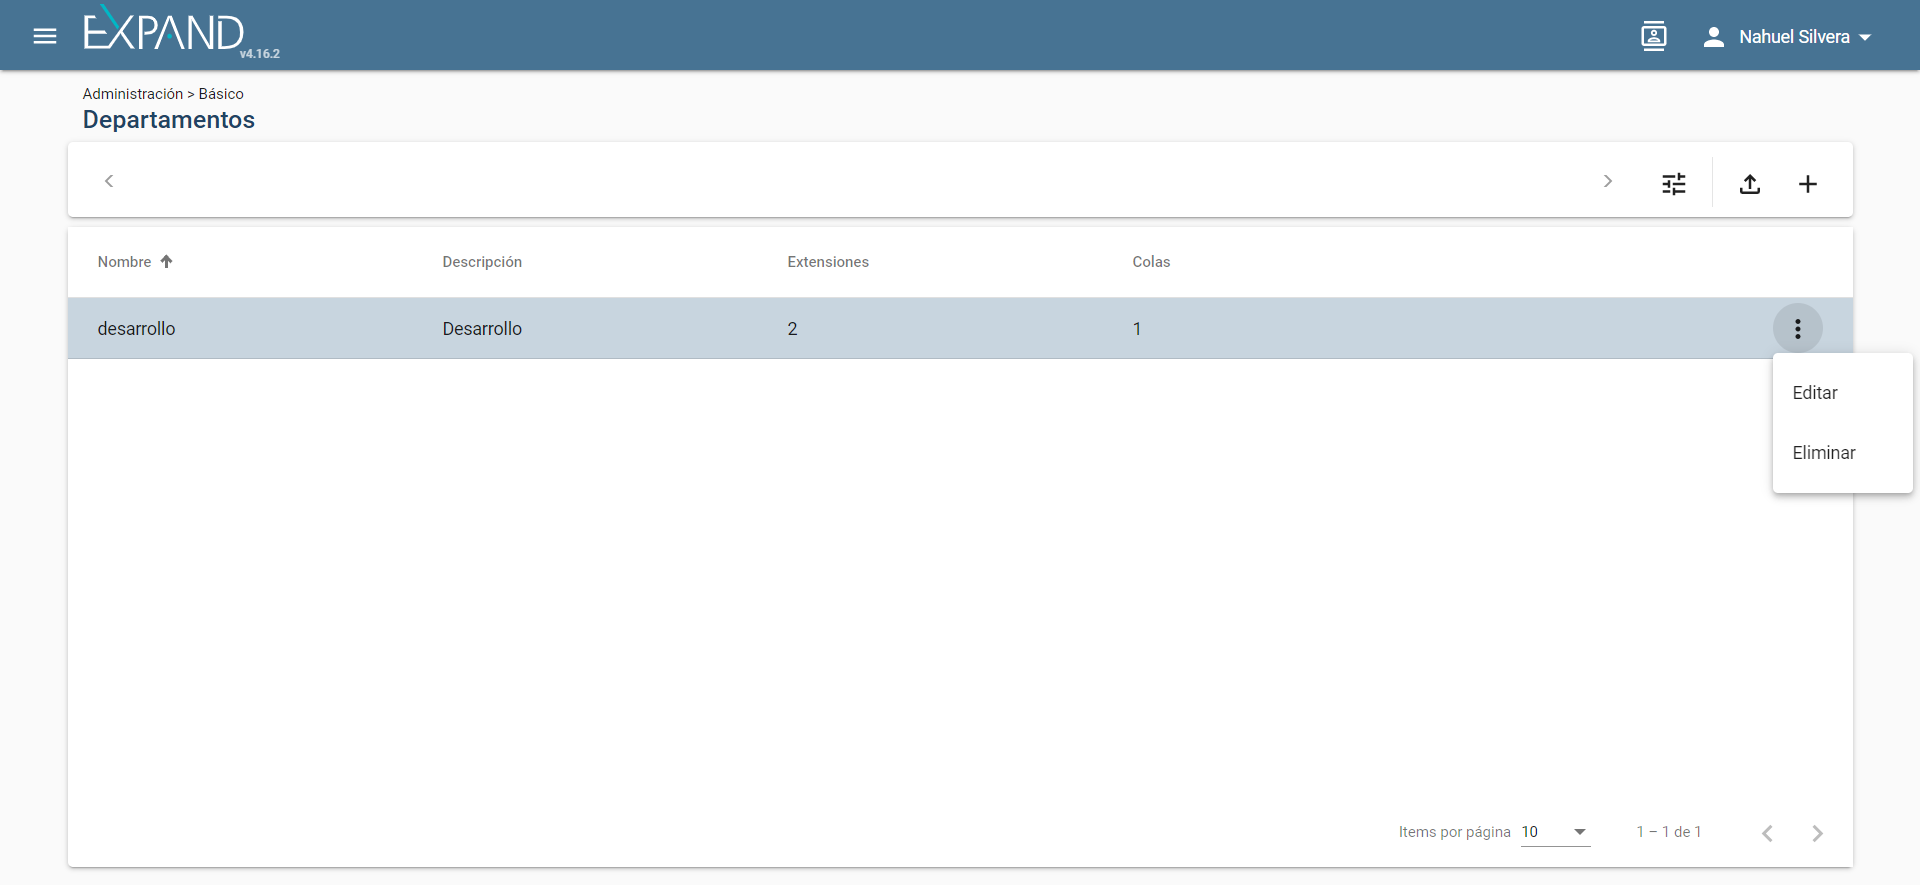 EXPAND
v4.16.2
Nahuel Silvera
Administración > Básico
Departamentos
Nombre Descripción Extensiones Colas
desarrollo Desarrollo 2 1
Editar
Eliminar
Items por página 10 1 – 1 de 1